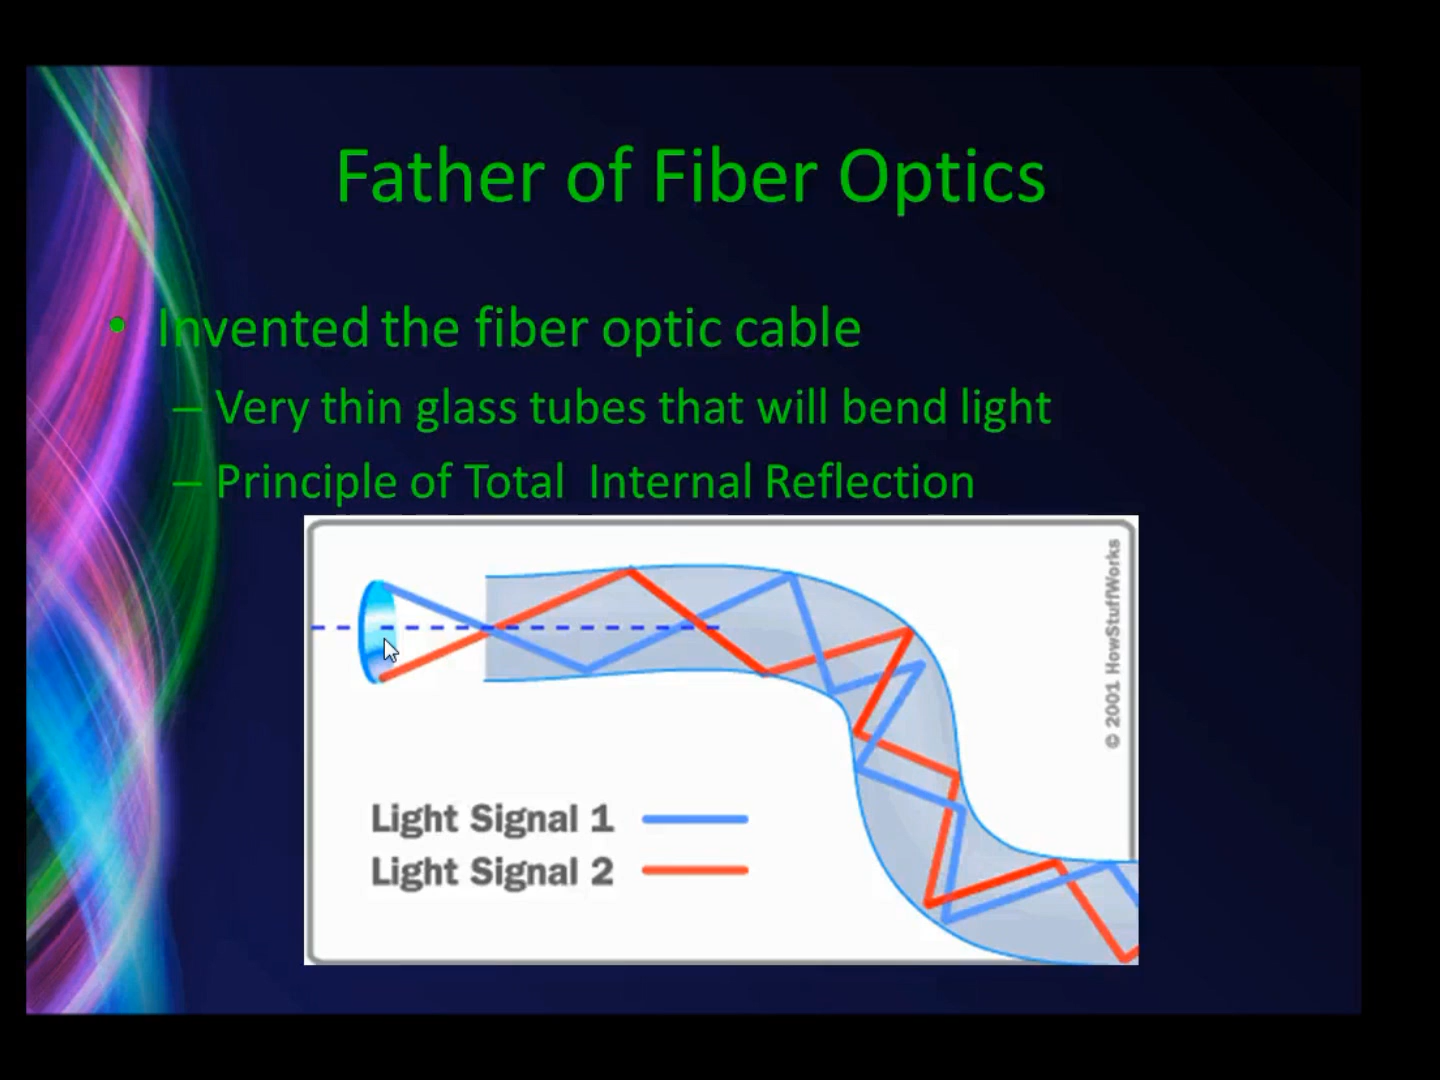 Father of Fiber Optics
• Invented the fiber optic cable
– Very thin glass tubes that will bend light
– Principle of Total Internal Reflection
© 2001 HowStuffWorks
Light Signal 1
Light Signal 2